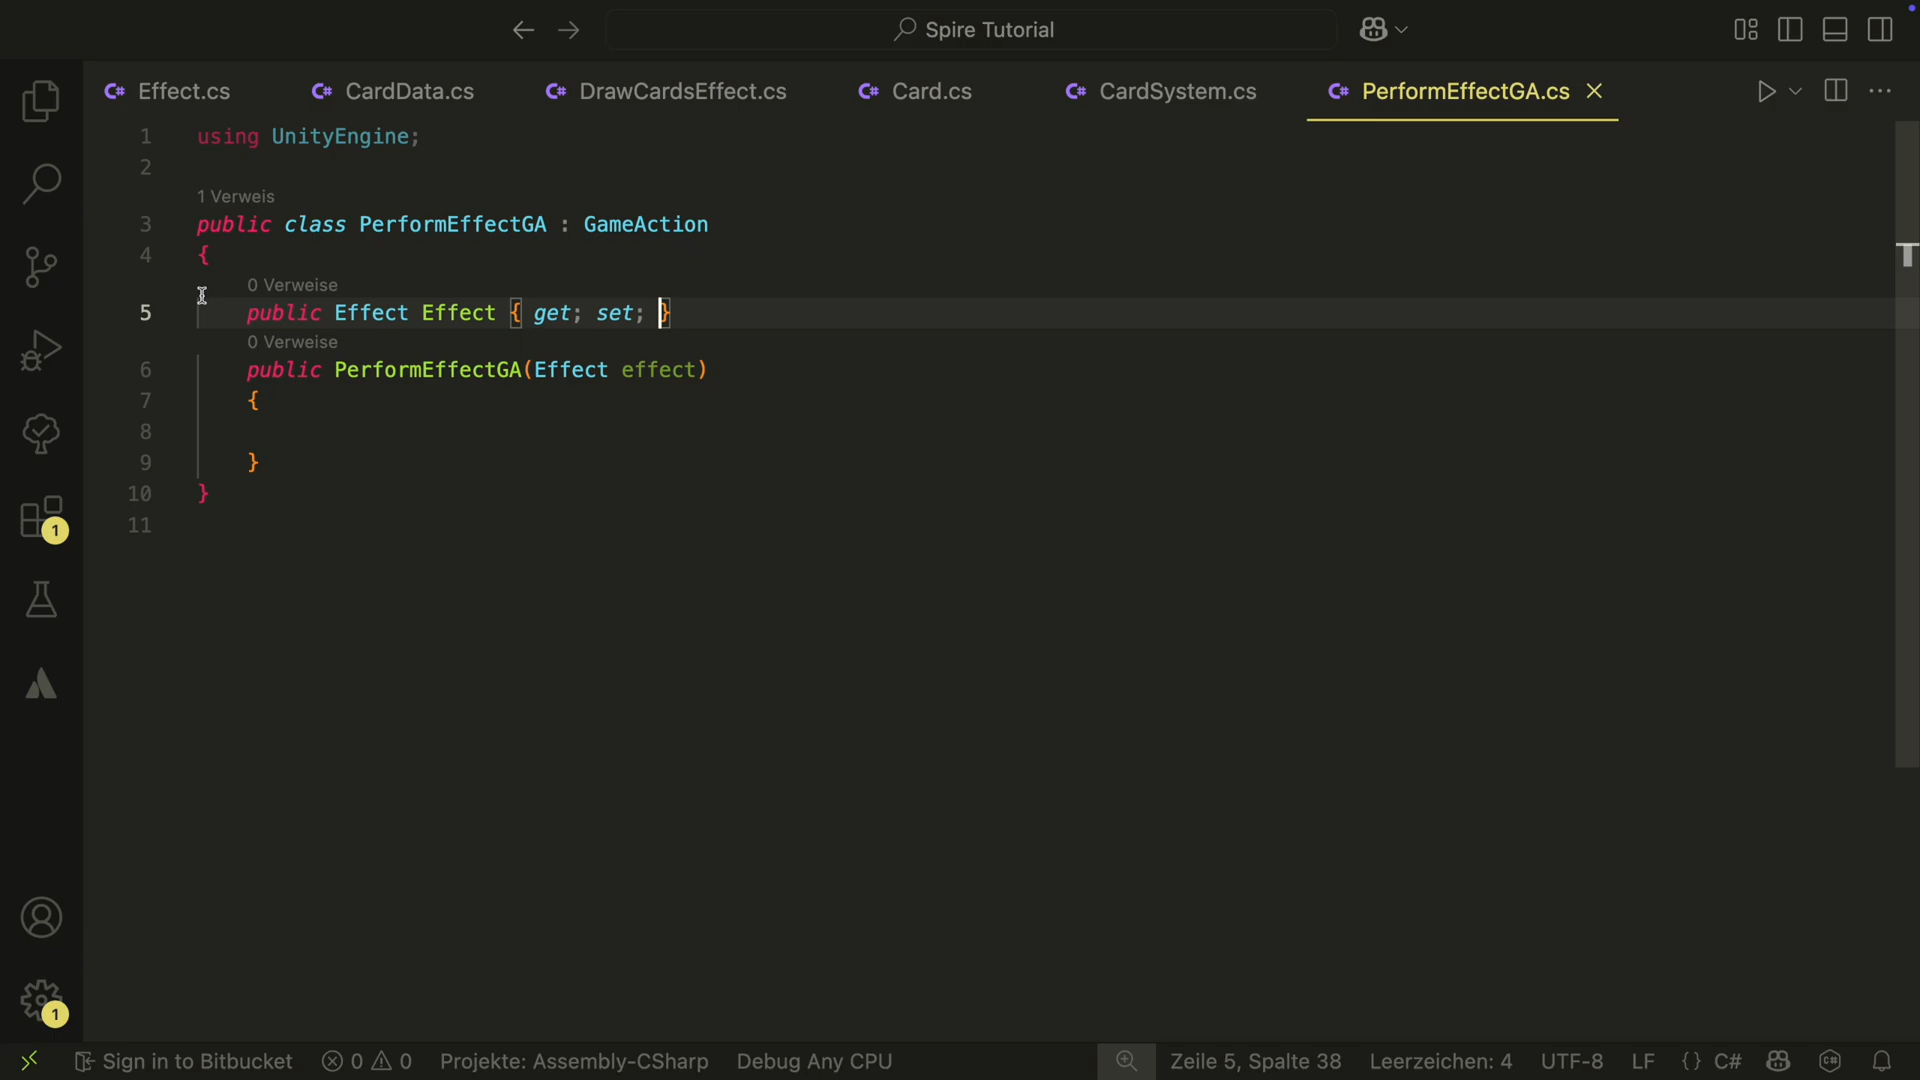 Spire Tutorial
C# Effect.cs C# CardData.cs C# DrawCardsEffect.cs C# Card.cs C# CardSystem.cs C# PerformEffectGA.cs
1 using UnityEngine;
2
1 Verweis
3 public class PerformEffectGA : GameAction
4 {
0 Verweise
5 public Effect Effect { get; set; }
0 Verweise
6 public PerformEffectGA(Effect effect)
7 {
8
9 }
10 }
11
1
1
Sign in to Bitbucket 0 0 Projekte: Assembly-CSharp Debug Any CPU Zeile 5, Spalte 38 Leerzeichen: 4 UTF-8 LF {} C#